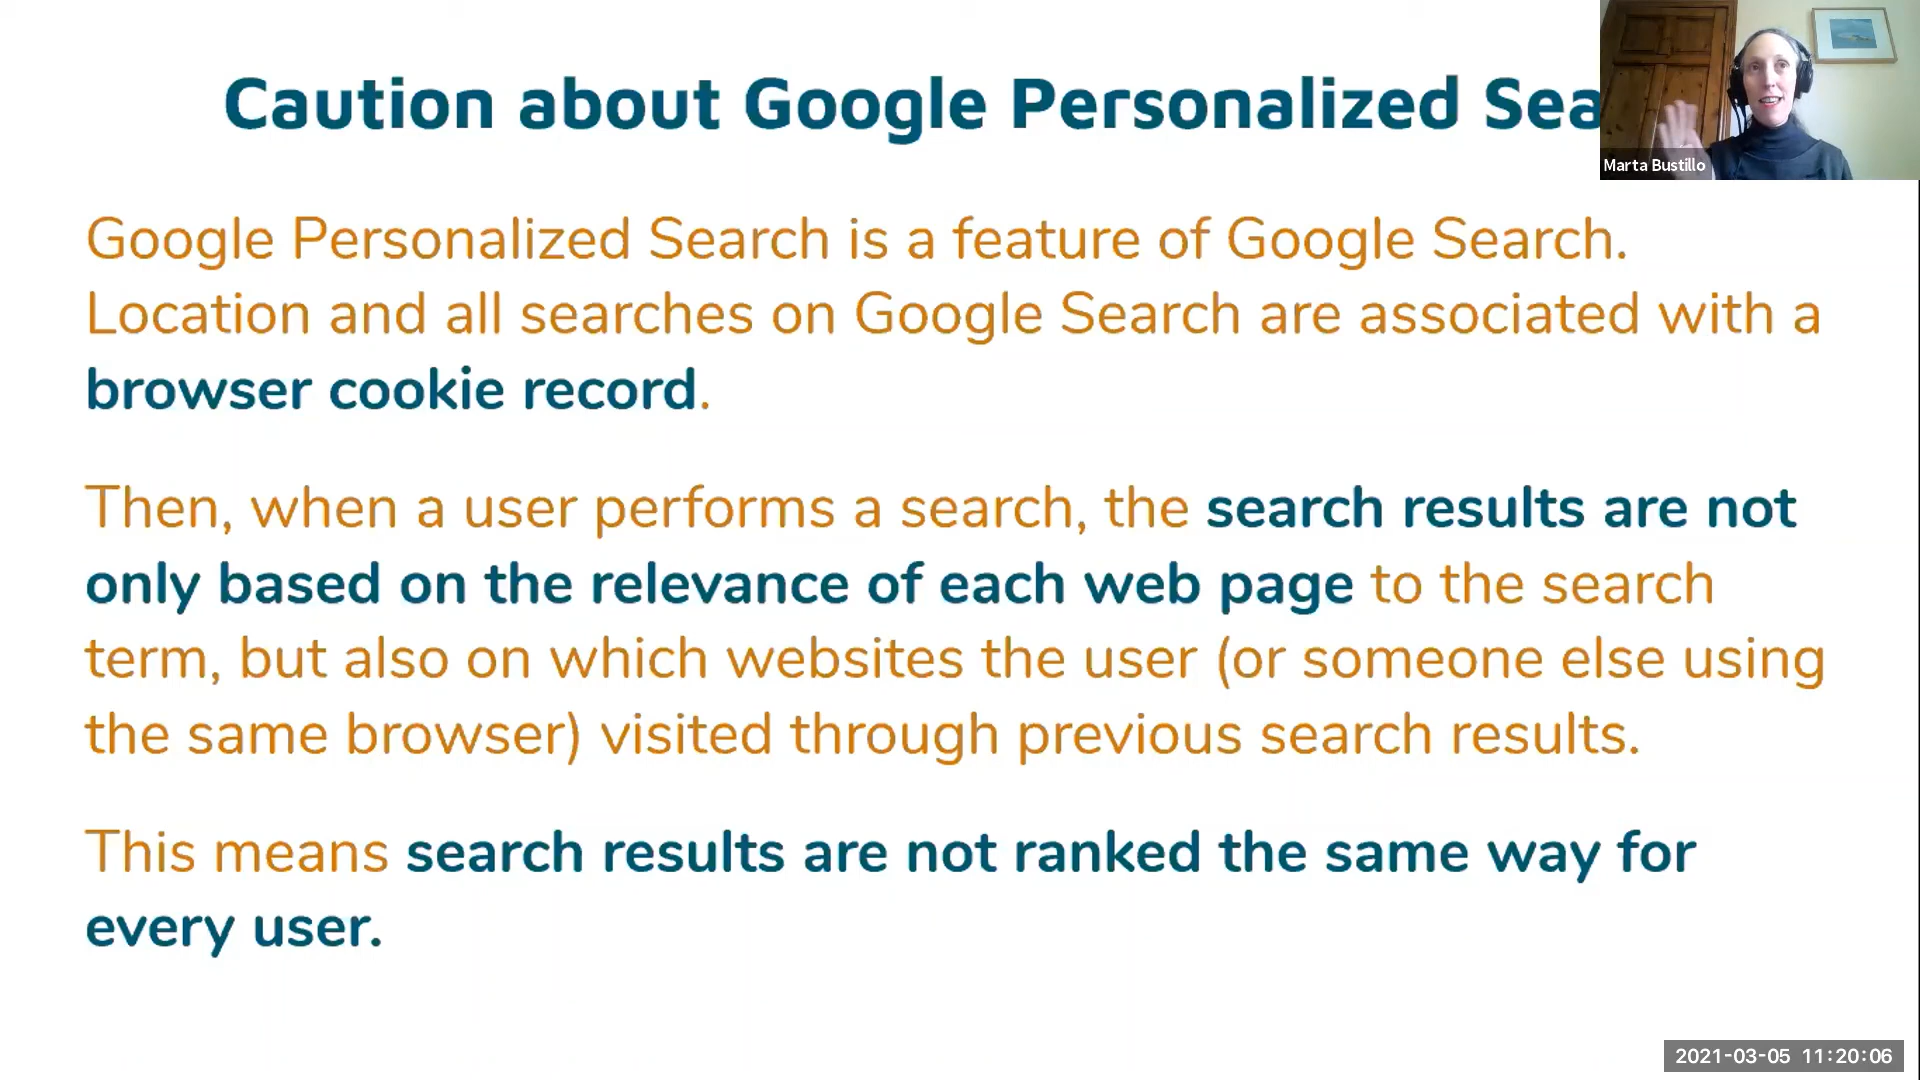 Caution about Google Personalized Sea
Marta Bustillo
Google Personalized Search is a feature of Google Search.
Location and all searches on Google Search are associated with a
browser cookie record.
Then, when a user performs a search, the search results are not
only based on the relevance of each web page to the search
term, but also on which websites the user (or someone else using
the same browser) visited through previous search results.
This means search results are not ranked the same way for
every user.
2021-03-05 11:20:06